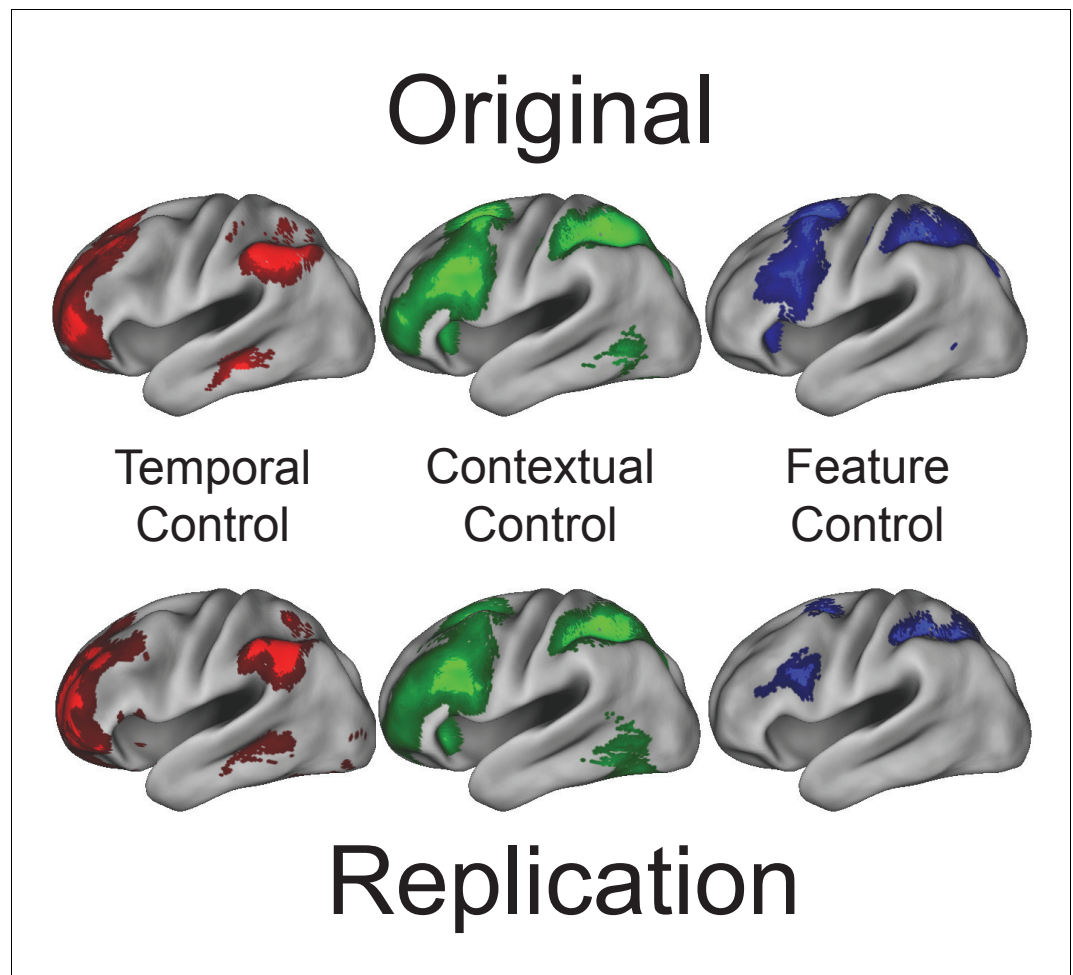 Original
Temporal
Control
Contextual
Control
Feature
Control
Replication